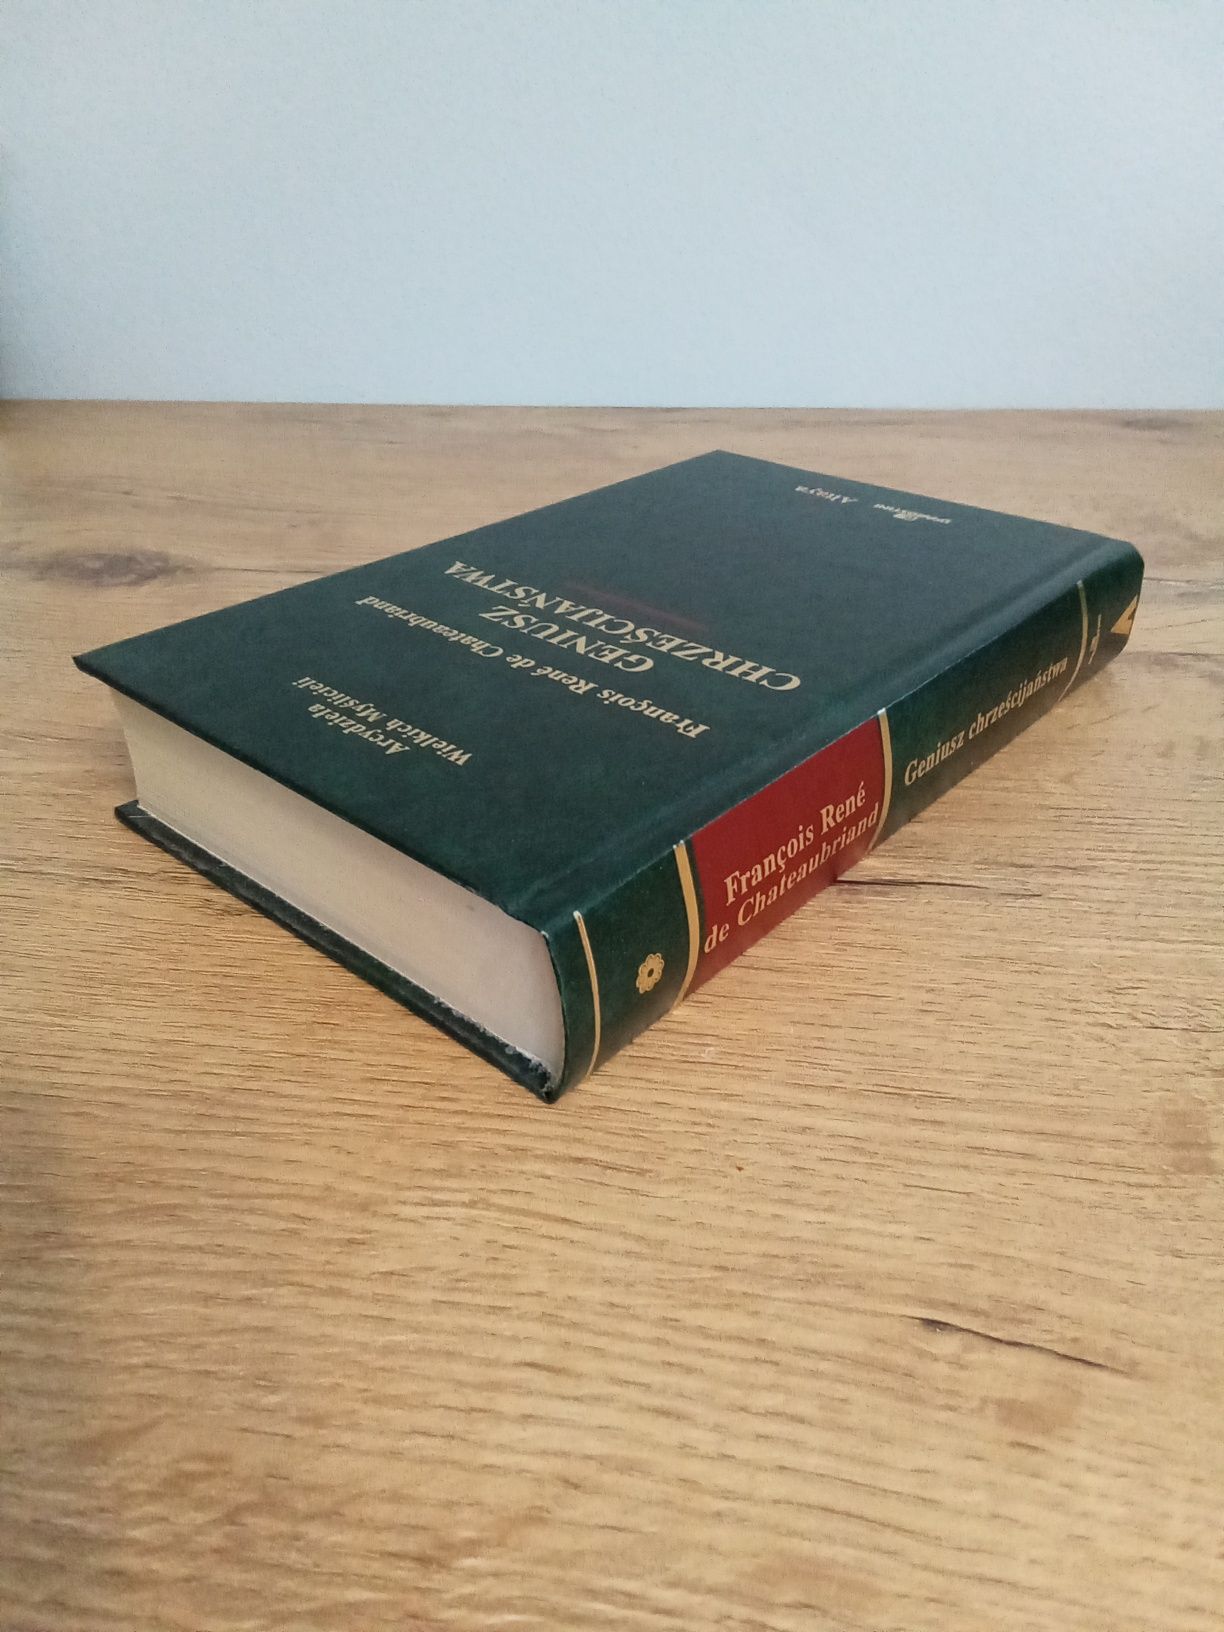 Arcydzieła
Wielkich Myślicieli
François René de Chateaubriand
GENIUSZ
CHRZEŚCIJAŃSTWA
Altaya
François René
de Chateaubriand
Geniusz chrześcijaństwa